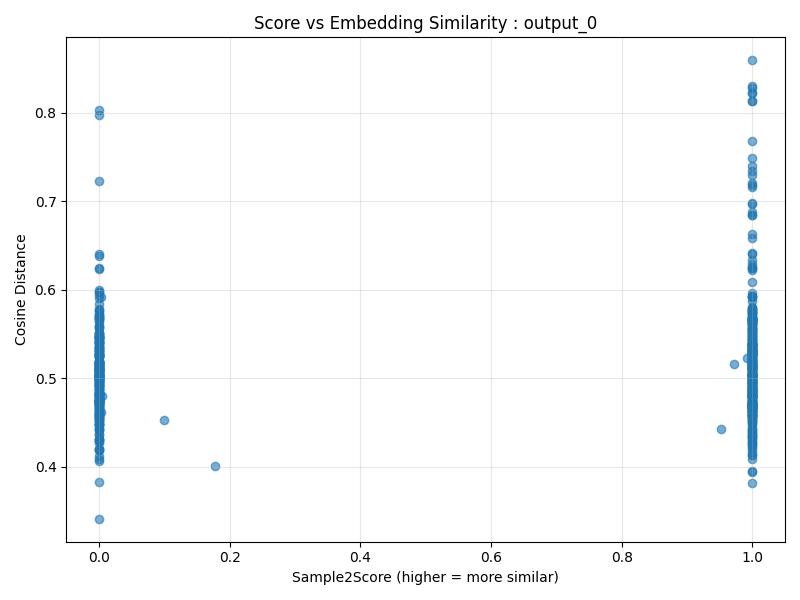 Score vs Embedding Similarity : output_0
Cosine Distance
0.8
0.7
0.6
0.5
0.4
0.0 0.2 0.4 0.6 0.8 1.0
Sample2Score (higher = more similar)